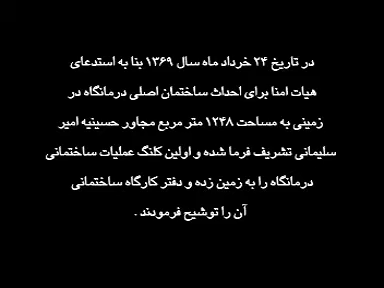 در تاریخ ۲۴ خرداد ماه سال ۱۳۶۹ بنا به استدعای
هیات امنا برای احداث ساختمان اصلی درمانگاه در
زمینی به مساحت ۱۲۴۸ متر مربع مجاور حسینیه امیر
سلیمانی تشریف فرما شده و اولین کلنگ عملیات ساختمانی
درمانگاه را به زمین زده و دفتر کارگاه ساختمانی
آن را توشیح فرمودند .